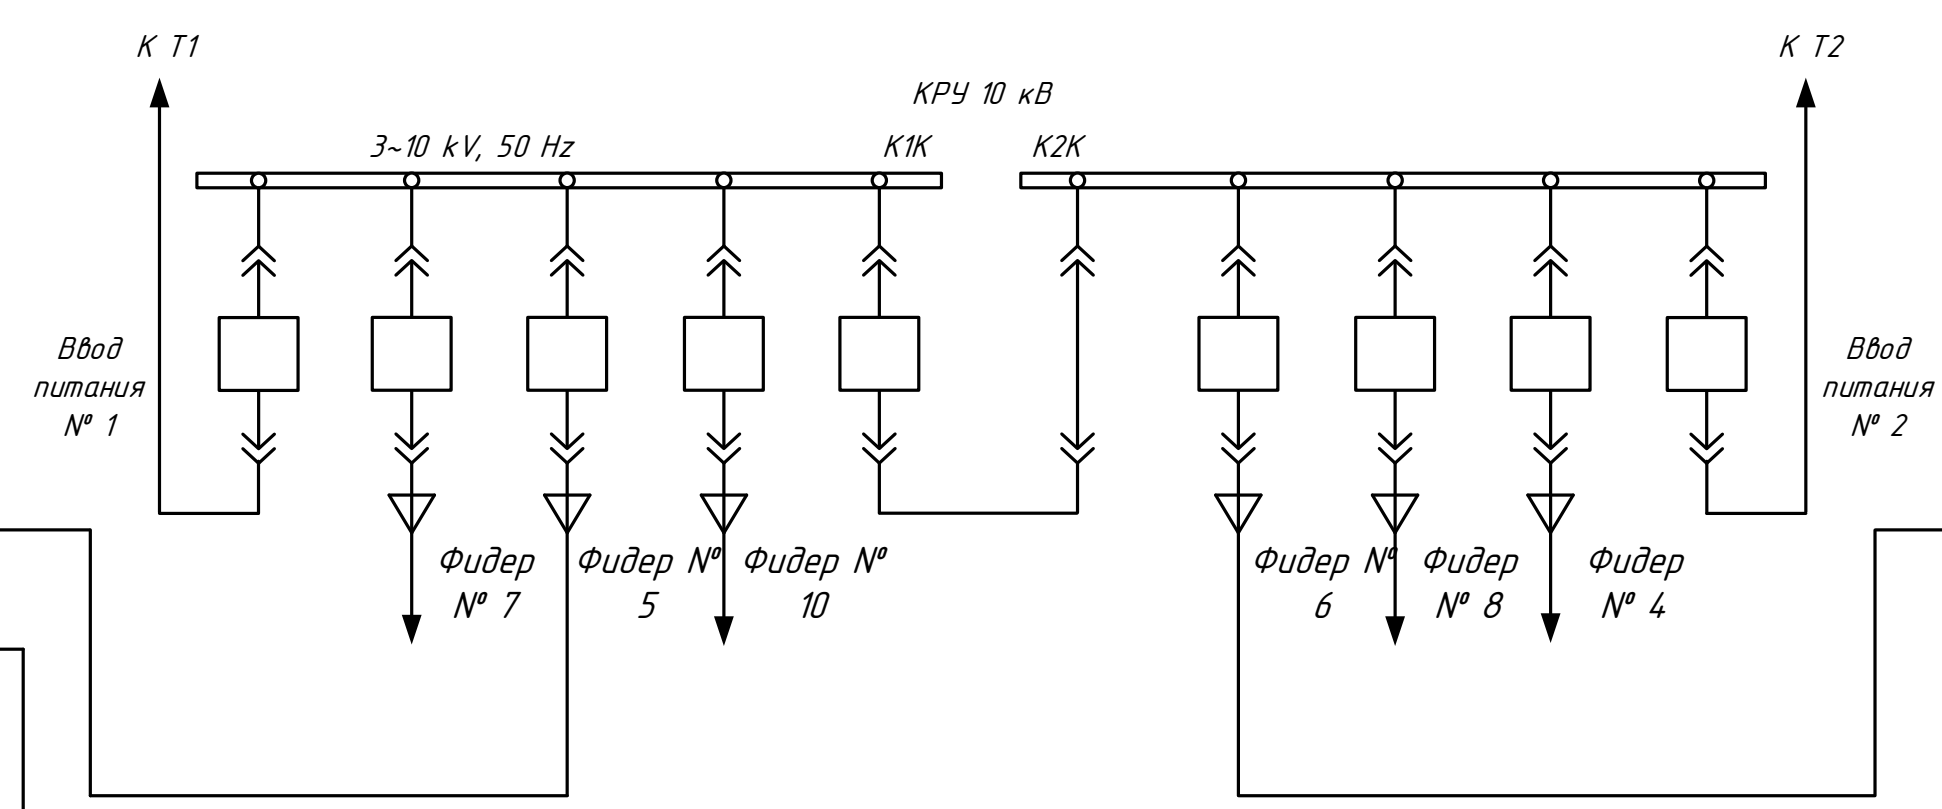 К Т1
К Т2
КРУ 10 кВ
3~10 kV, 50 Hz
К1К
К2К
Ввод
питания
№ 1
Ввод
питания
№ 2
Фидер
№ 7
Фидер №
5
Фидер №
10
Фидер №
6
Фидер
№ 8
Фидер
№ 4